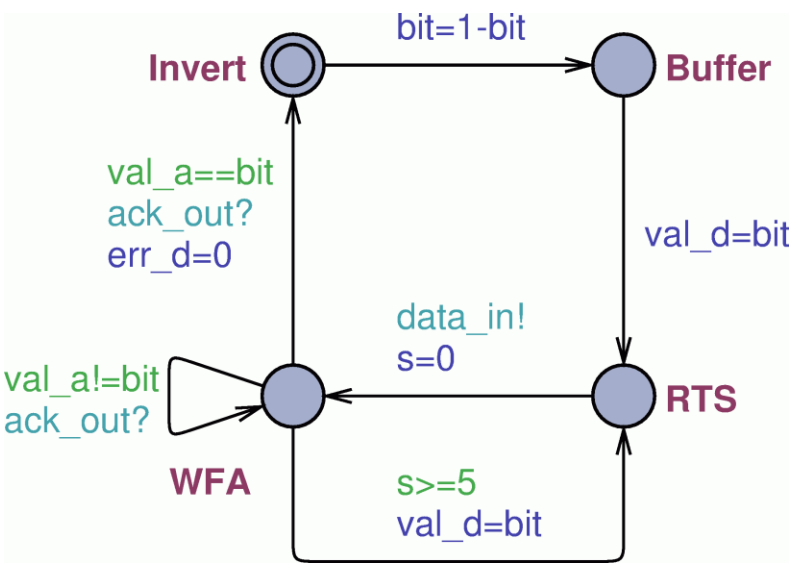 bit=1-bit
Invert
Buffer
val_a==bit
ack_out?
err_d=0
val_d=bit
data_in!
s=0
val_a!=bit
ack_out?
RTS
WFA
s>=5
val_d=bit